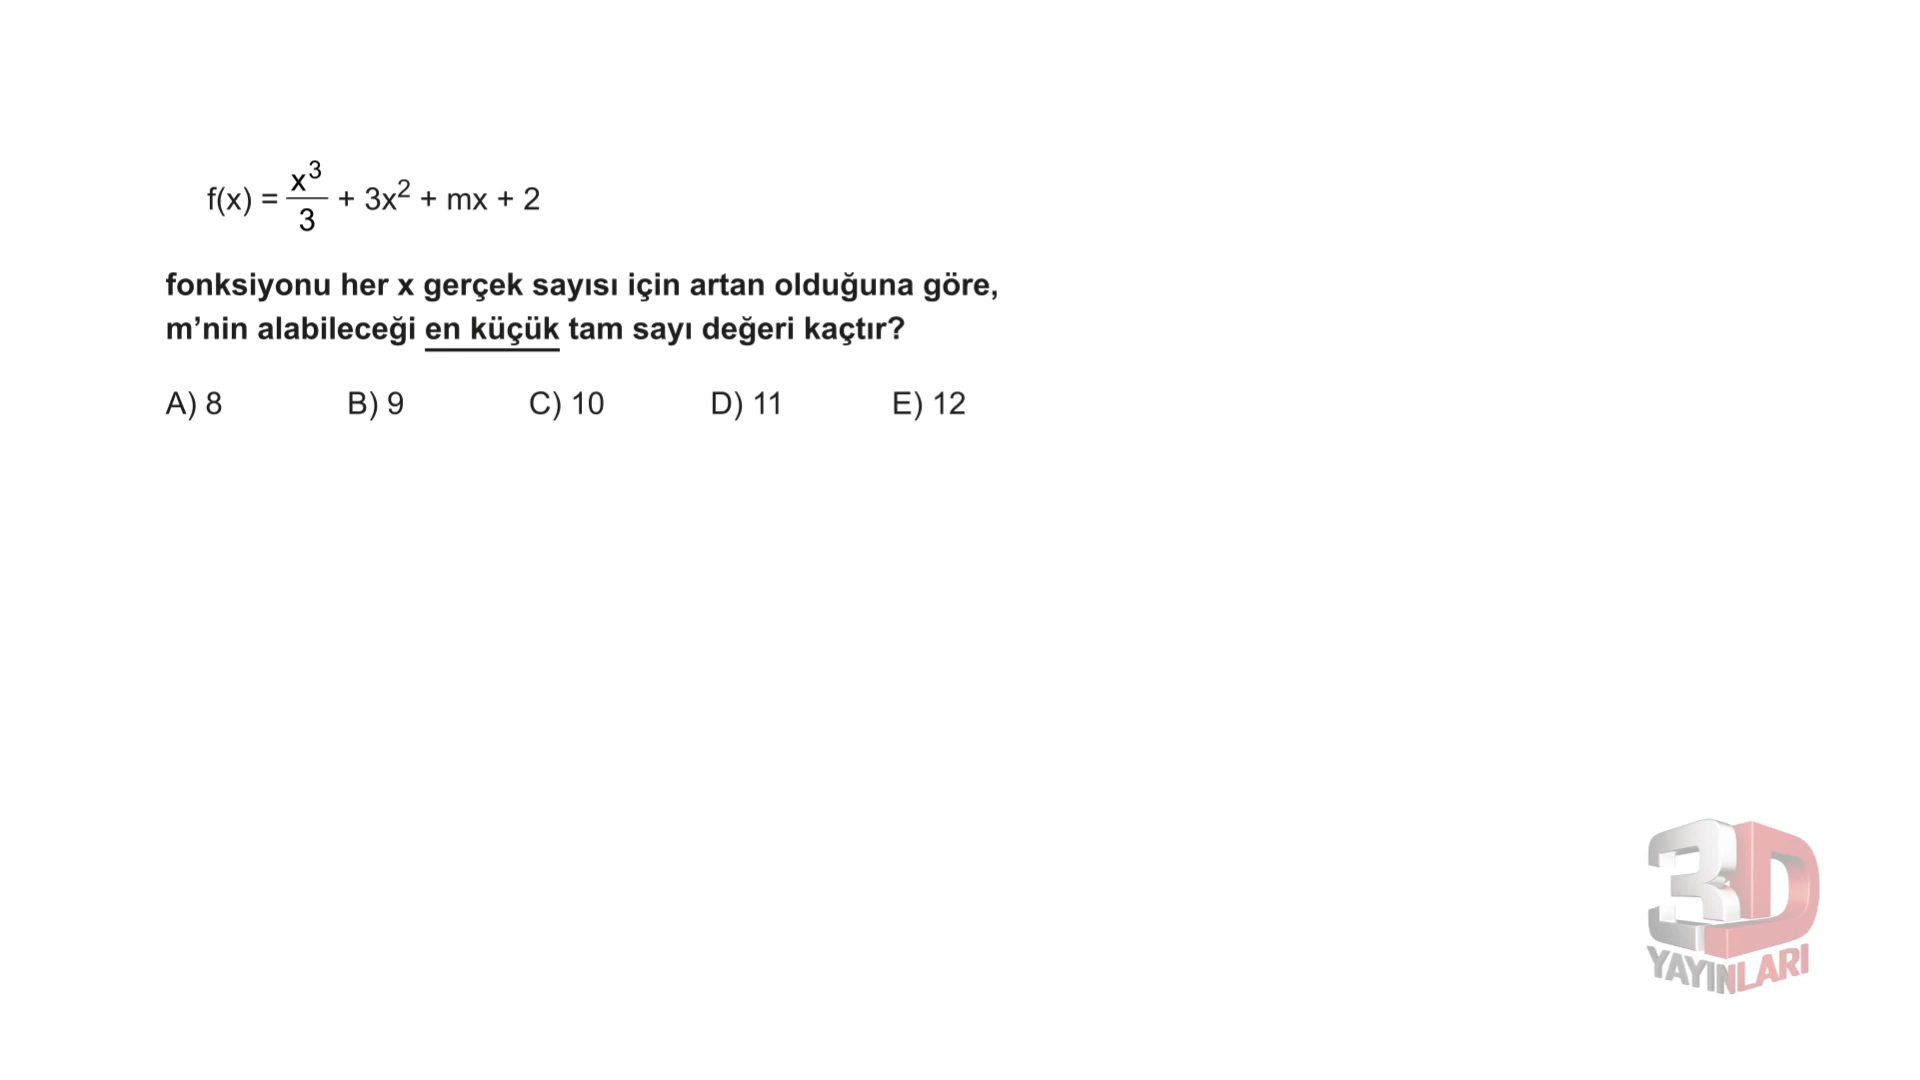 f(x) = x³/3 + 3x² + mx + 2
fonksiyonu her x gerçek sayısı için artan olduğuna göre,
m’nin alabileceği en küçük tam sayı değeri kaçtır?
A) 8 B) 9 C) 10 D) 11 E) 12
3D
YAYINLARI